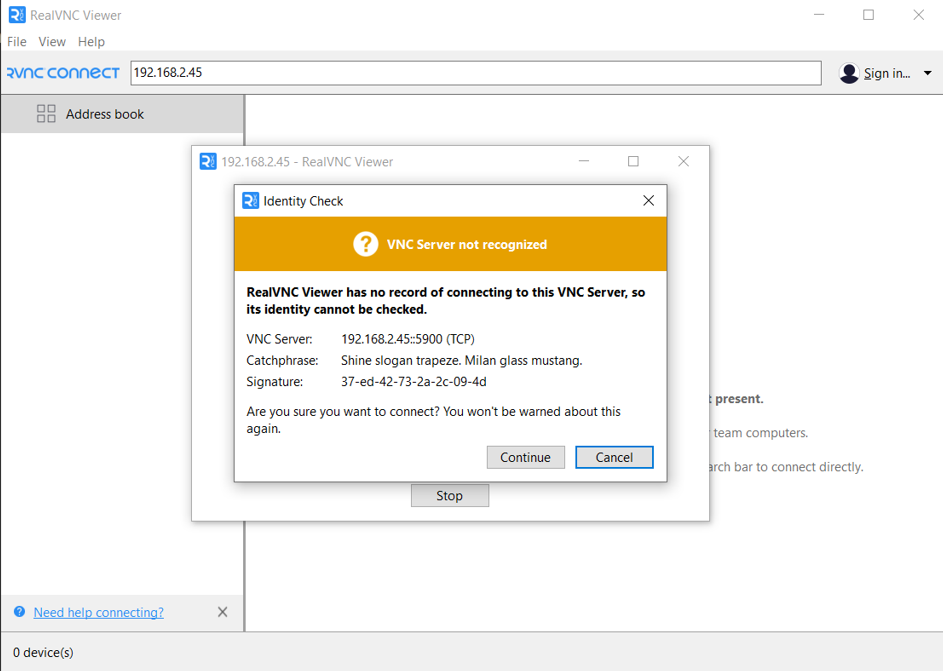 RealVNC Viewer
File View Help
RVNC CONNECT
192.168.2.45
Sign in...
Address book
192.168.2.45 - RealVNC Viewer
Identity Check
VNC Server not recognized
RealVNC Viewer has no record of connecting to this VNC Server, so
its identity cannot be checked.
VNC Server: 192.168.2.45::5900 (TCP)
Catchphrase: Shine slogan trapeze. Milan glass mustang.
Signature: 37-ed-42-73-2a-2c-09-4d
Are you sure you want to connect? You won't be warned about this
again.
Continue Cancel
Stop
present.
team computers.
bar to connect directly.
Need help connecting?
0 device(s)